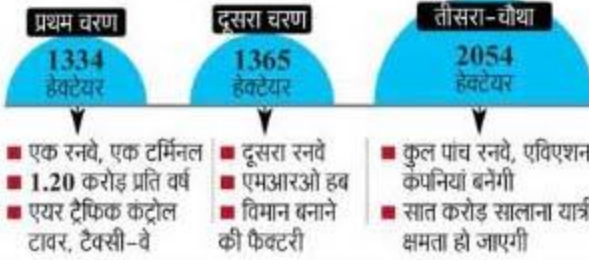 प्रथम चरण
1334
हेक्टेयर
■ एक रनवे, एक टर्मिनल
■ 1.20 करोड़ प्रति वर्ष
■ एयर ट्रैफिक कंट्रोल
टावर, टैक्सी-वे
दूसरा चरण
1365
हेक्टेयर
■ दूसरा रनवे
■ एमआरओ हब
■ विमान बनाने
की फैक्टरी
तीसरा-चौथा
2054
हेक्टेयर
■ कुल पांच रनवे, एविएशन
कंपनियां बनेंगी
■ सात करोड़ सालाना यात्री
क्षमता हो जाएगी